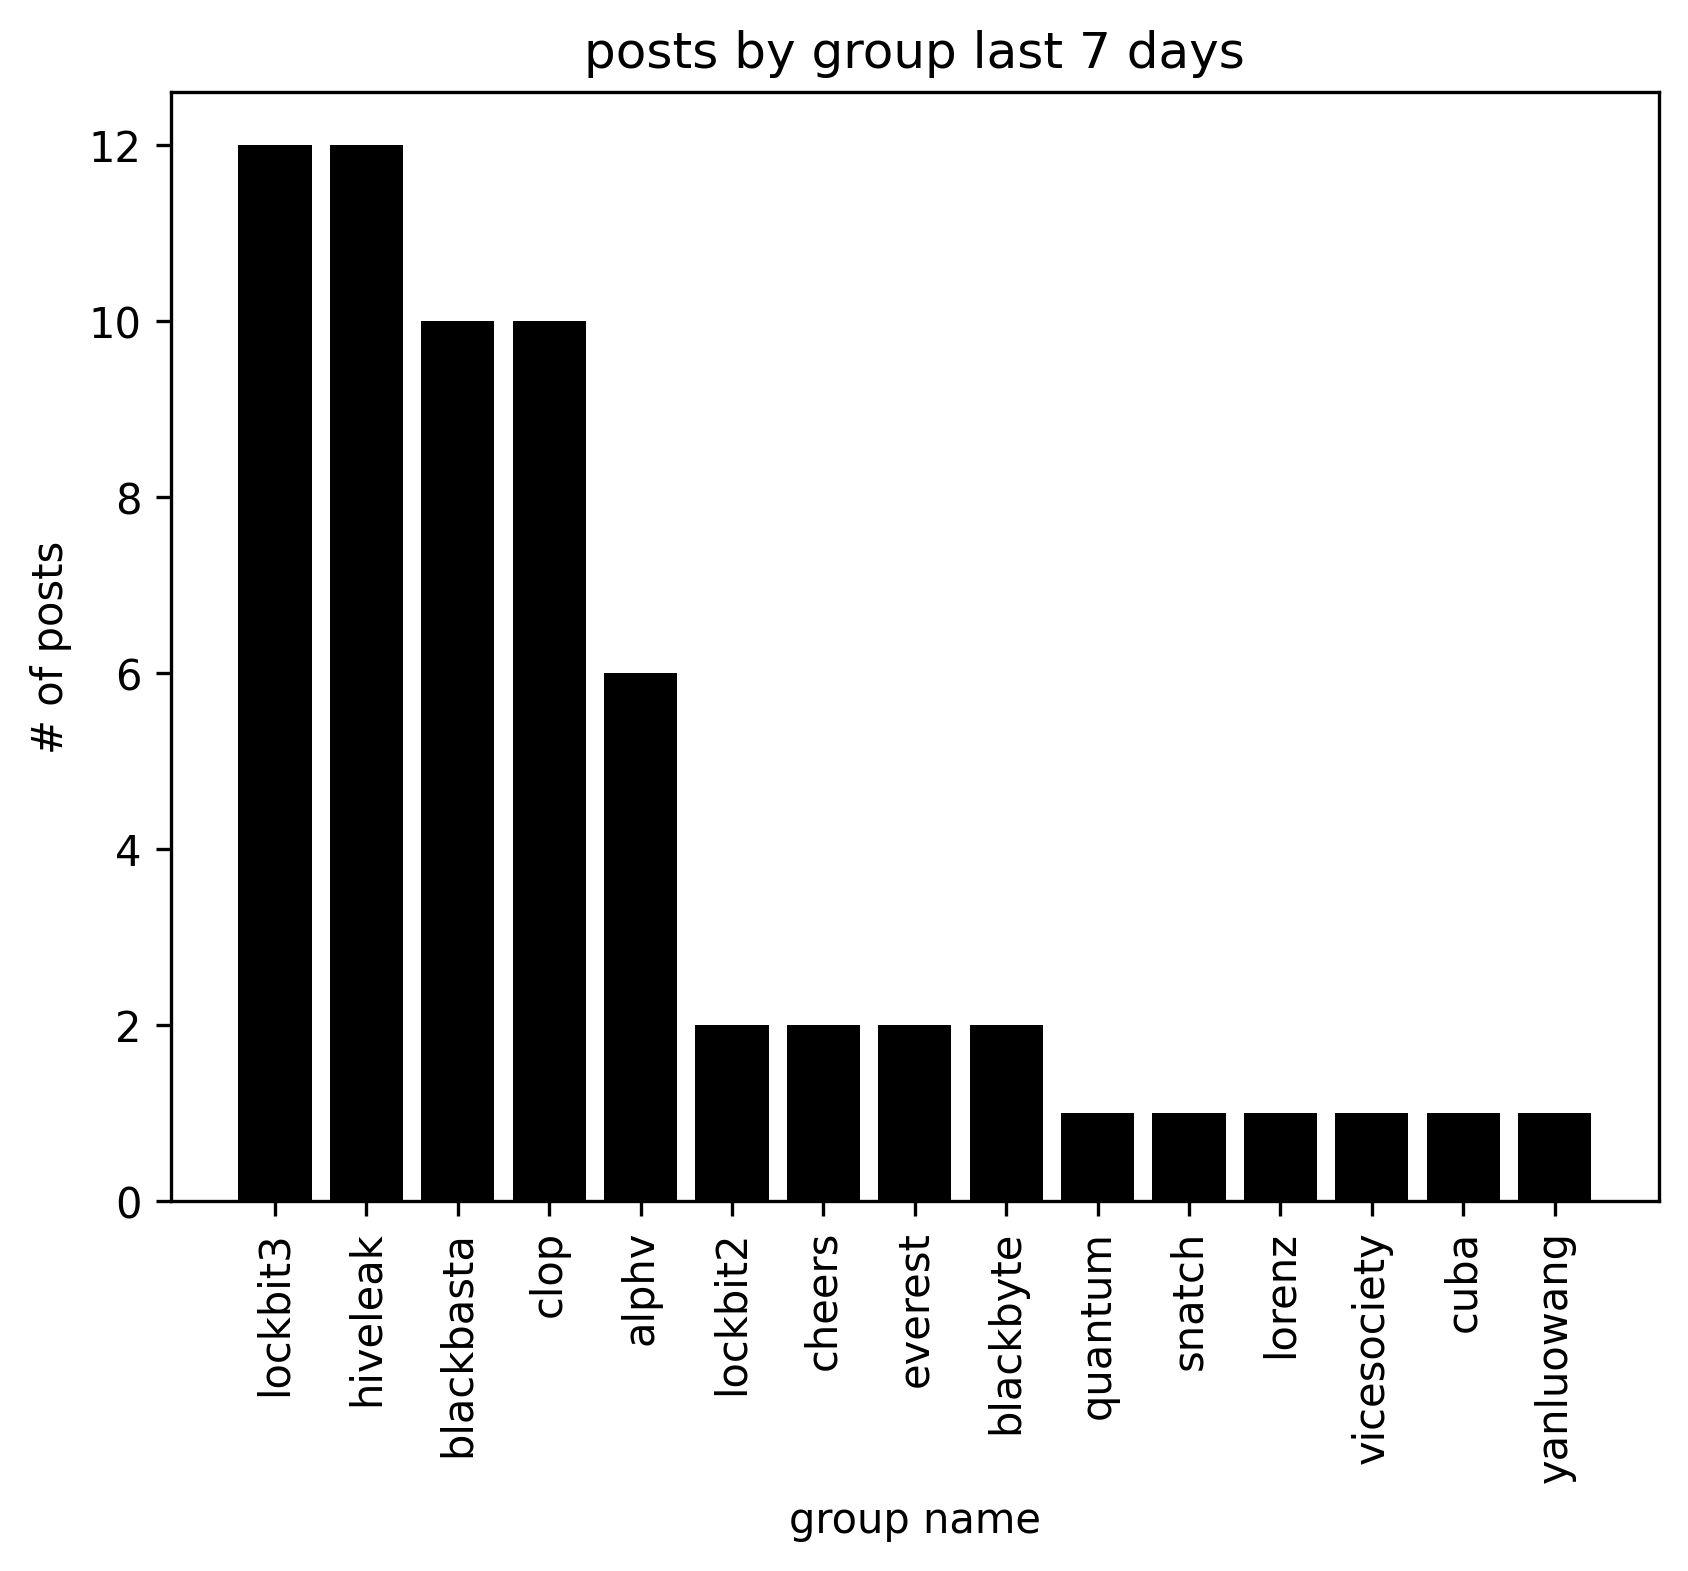 posts by group last 7 days
# of posts
12
10
8
6
4
2
0
lockbit3
hiveleak
blackbasta
clop
alphv
lockbit2
cheers
everest
blackbyte
quantum
snatch
lorenz
vicesociety
cuba
yanluowang
group name